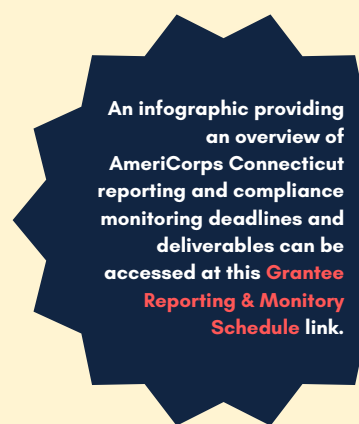 An infographic providing
an overview of
AmeriCorps Connecticut
reporting and compliance
monitoring deadlines and
deliverables can be
accessed at this Grantee
Reporting & Monitory
Schedule link.